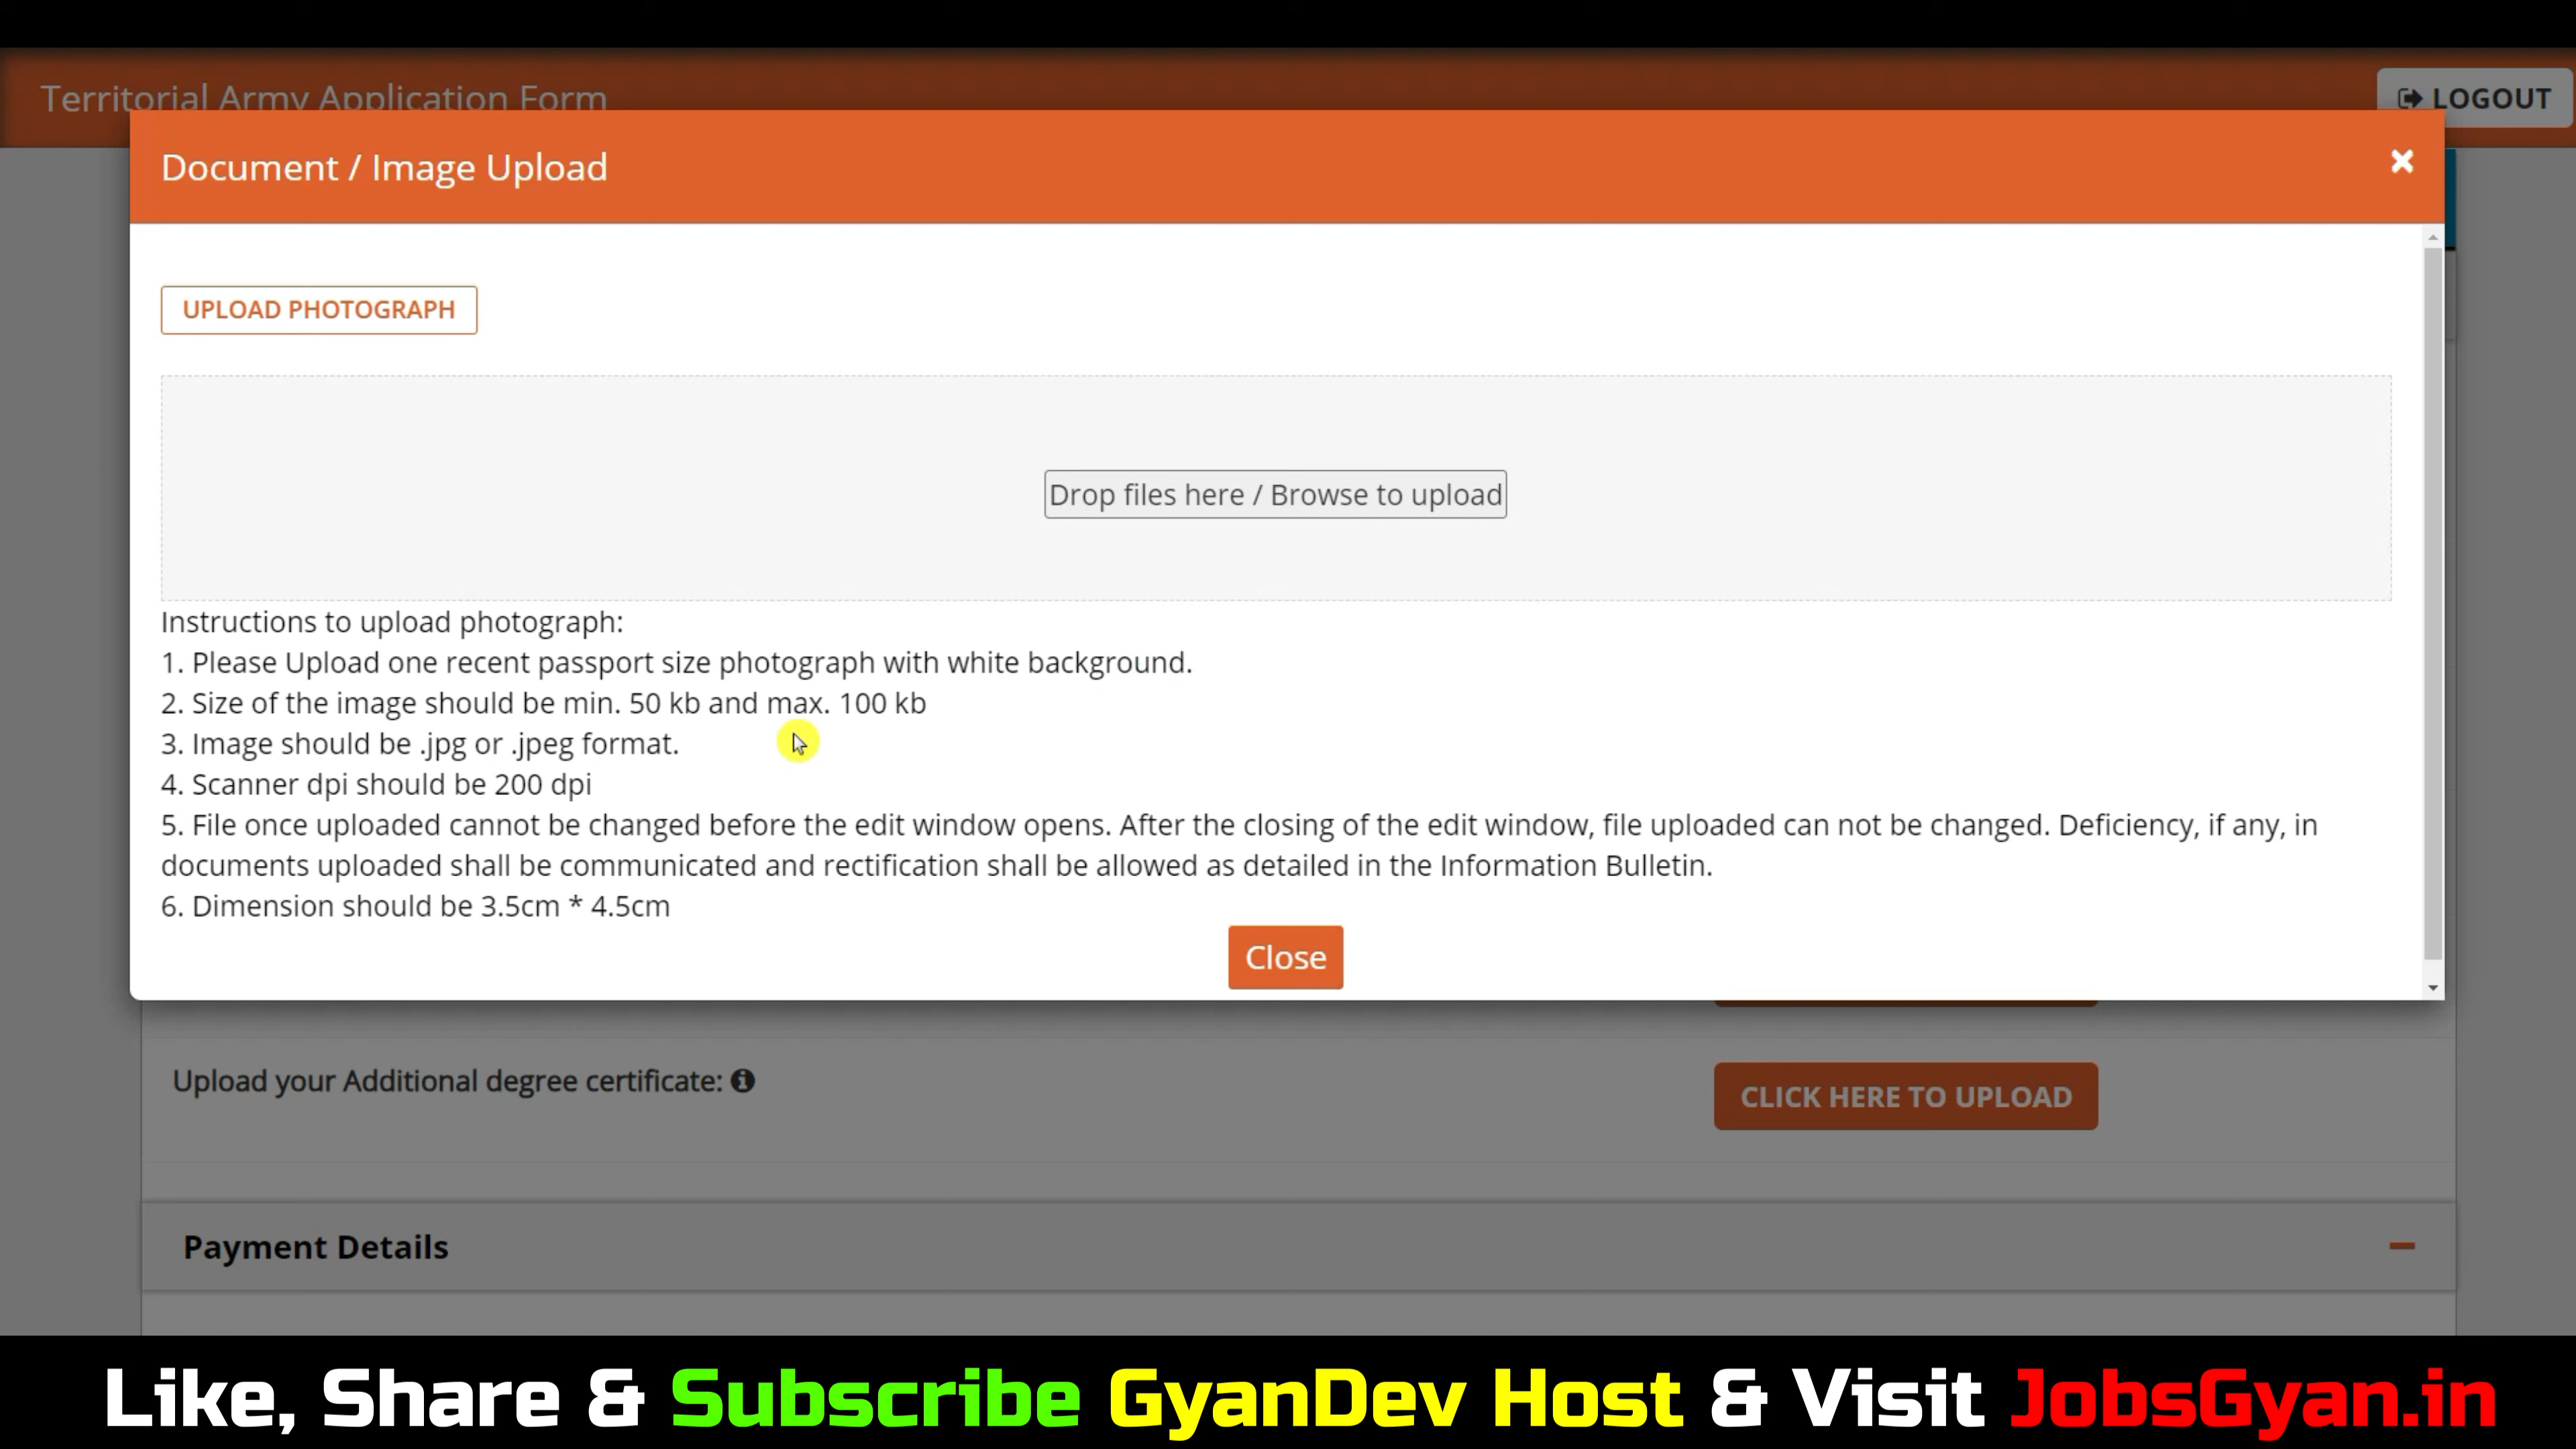 Territorial Army Application Form
LOGOUT
Document / Image Upload
UPLOAD PHOTOGRAPH
Drop files here / Browse to upload
Instructions to upload photograph:
1. Please Upload one recent passport size photograph with white background.
2. Size of the image should be min. 50 kb and max. 100 kb
3. Image should be .jpg or .jpeg format.
4. Scanner dpi should be 200 dpi
5. File once uploaded cannot be changed before the edit window opens. After the closing of the edit window, file uploaded can not be changed. Deficiency, if any, in
documents uploaded shall be communicated and rectification shall be allowed as detailed in the Information Bulletin.
6. Dimension should be 3.5cm * 4.5cm
Close
Upload your Additional degree certificate:
CLICK HERE TO UPLOAD
Payment Details
Like, Share & Subscribe GyanDev Host & Visit JobsGyan.in